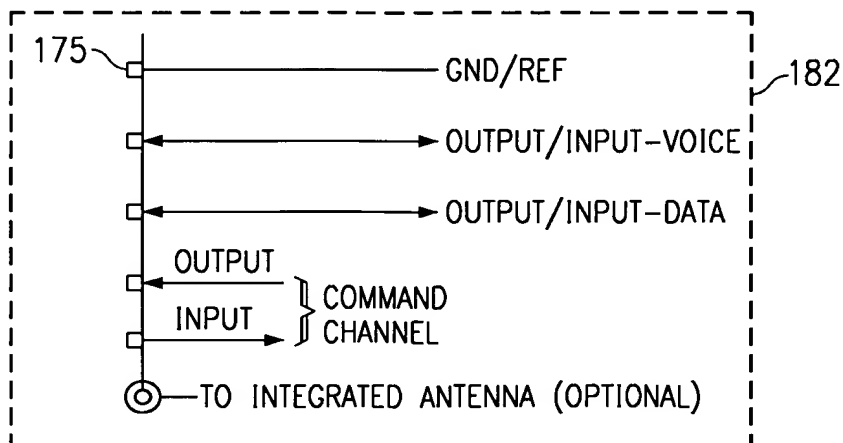 175
GND/REF
182
OUTPUT/INPUT-VOICE
OUTPUT/INPUT-DATA
OUTPUT
COMMAND
INPUT
CHANNEL
TO INTEGRATED ANTENNA (OPTIONAL)